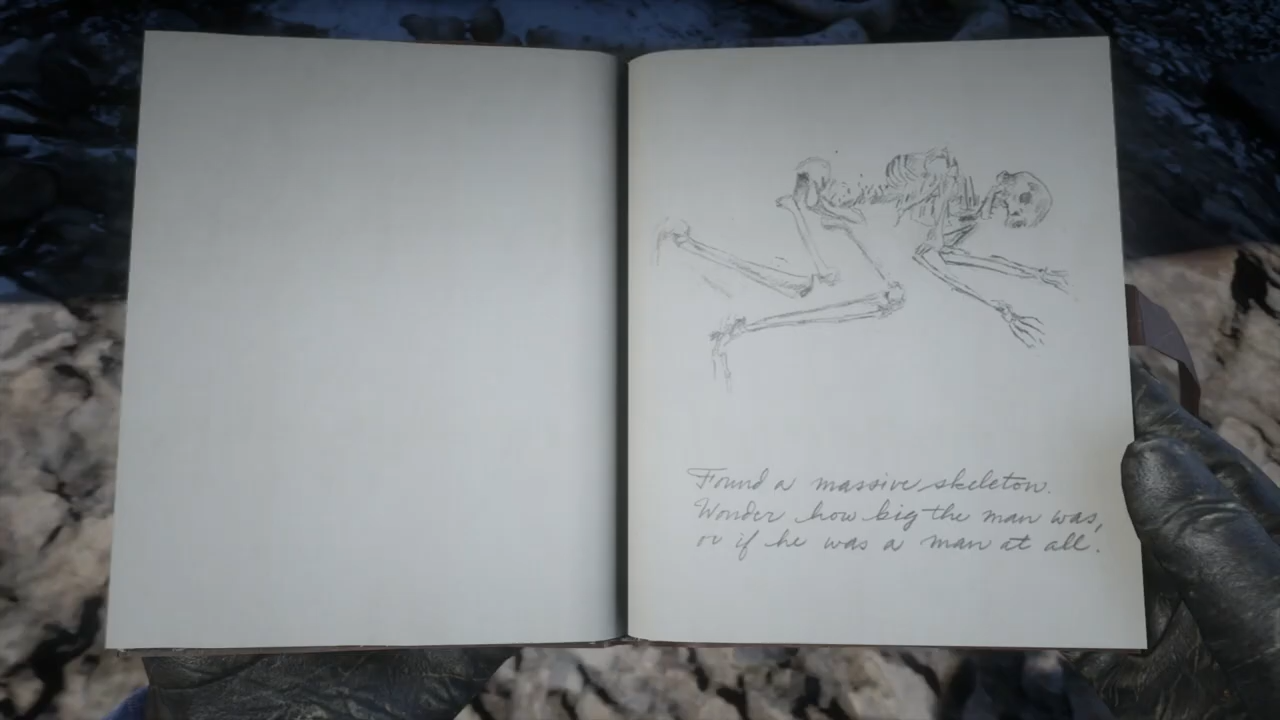 Found a massive skeleton.
Wonder how big the man was,
or if he was a man at all.